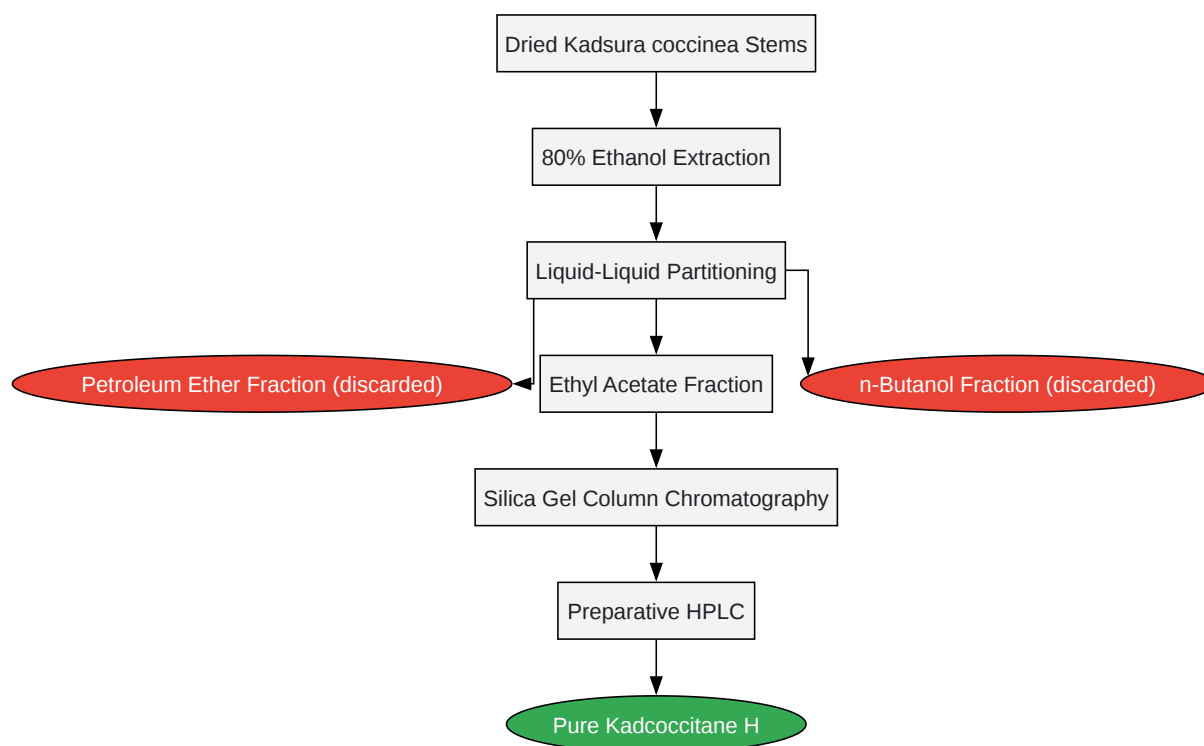 Dried Kadsura coccinea Stems
80% Ethanol Extraction
Liquid-Liquid Partitioning
Petroleum Ether Fraction (discarded)
Ethyl Acetate Fraction
n-Butanol Fraction (discarded)
Silica Gel Column Chromatography
Preparative HPLC
Pure Kadcoccitane H